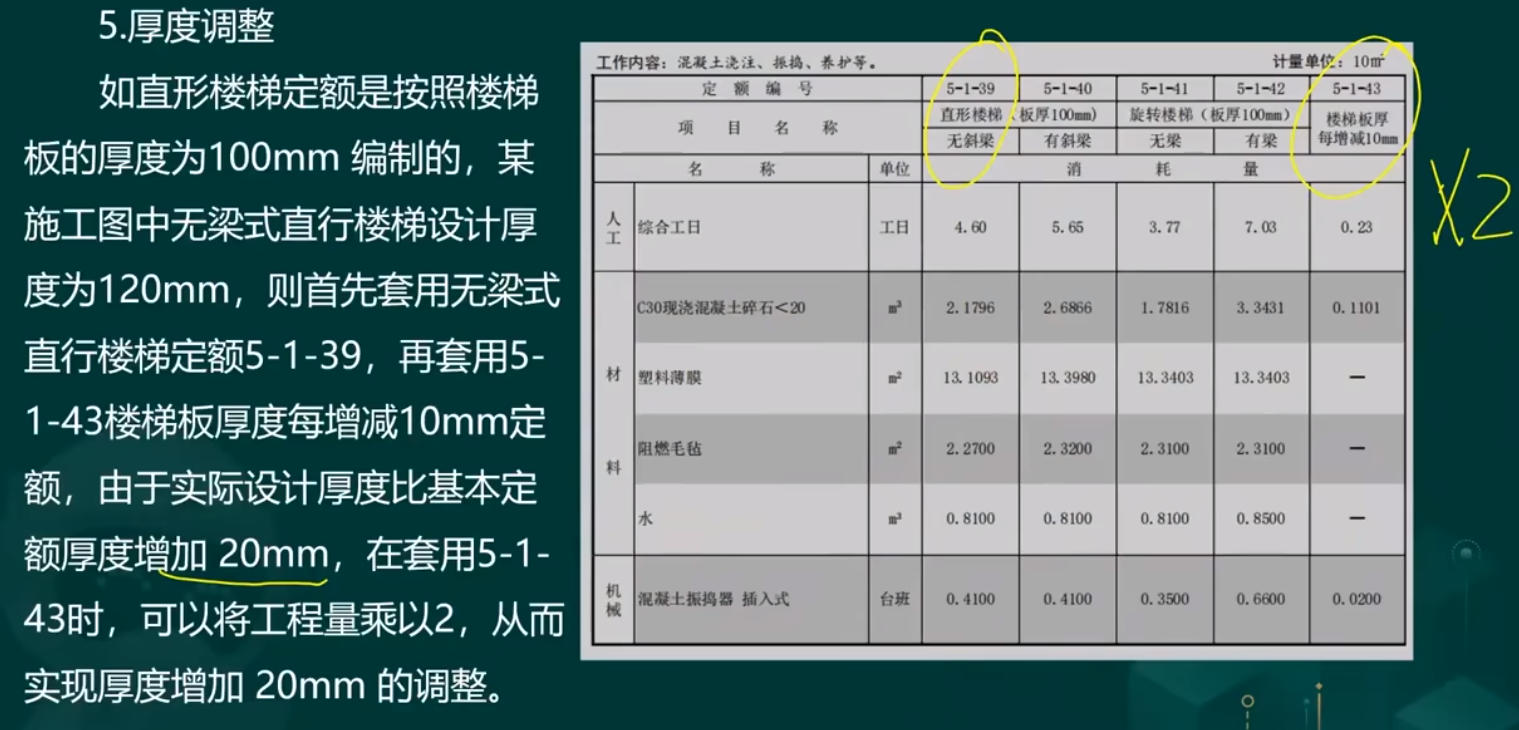 5.厚度调整
如直形楼梯定额是按照楼梯
板的厚度为100mm 编制的，某
施工图中无梁式直行楼梯设计厚
度为120mm，则首先套用无梁式
直行楼梯定额5-1-39，再套用5-
1-43楼梯板厚度每增减10mm定
额，由于实际设计厚度比基本定
额厚度增加 20mm，在套用5-1-
43时，可以将工程量乘以2，从而
实现厚度增加 20mm 的调整。
工作内容：混凝土浇注、振捣、养护等。 计量单位：10㎡
定 额 编 号 5-1-39 5-1-40 5-1-41 5-1-42 5-1-43
项 目 名 称 直形楼梯（板厚100mm） 旋转楼梯（板厚100mm） 楼梯板厚
无斜梁 有斜梁 无梁 有梁 每增减10mm
名 称 单位 消 耗 量
人工 综合工日 工日 4.60 5.65 3.77 7.03 0.23
材料 C30现浇混凝土碎石<20 m³ 2.1796 2.6866 1.7816 3.3431 0.1101
塑料薄膜 m² 13.1093 13.3980 13.3403 13.3403 —
阻燃毛毡 m² 2.2700 2.3200 2.3100 2.3100 —
水 m³ 0.8100 0.8100 0.8100 0.8500 —
机械 混凝土振捣器 插入式 台班 0.4100 0.4100 0.3500 0.6600 0.0200
X2